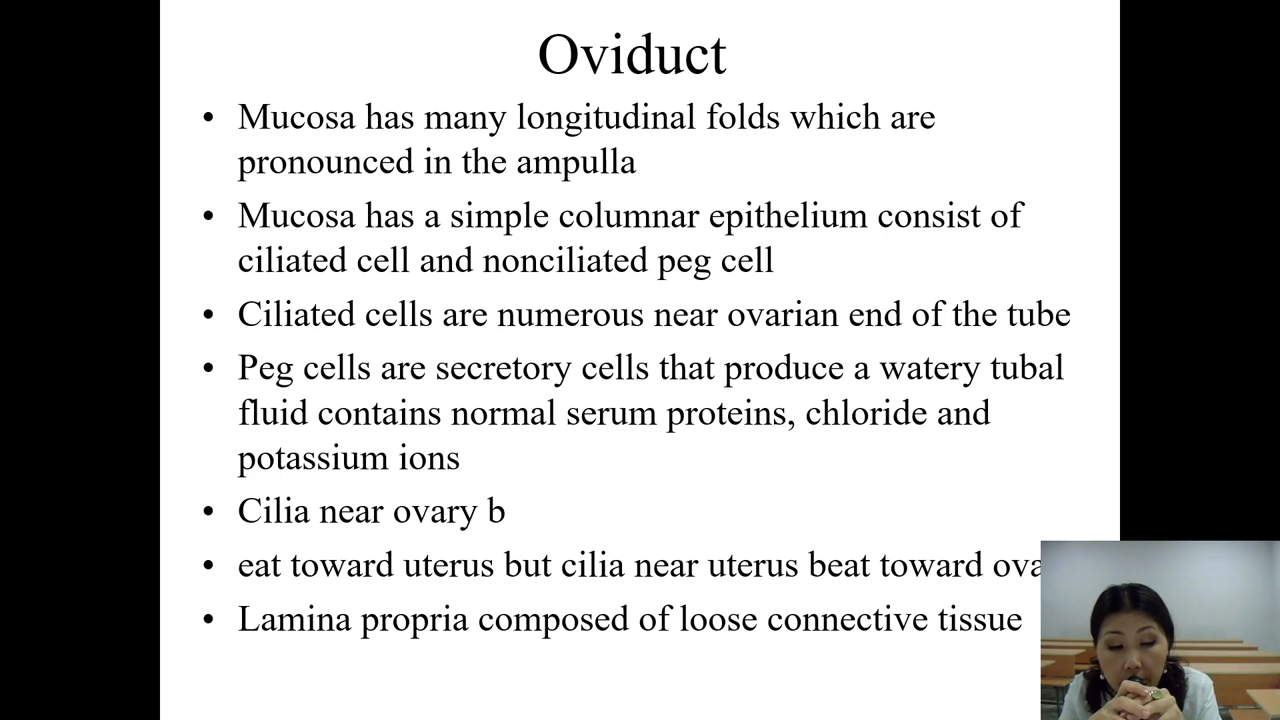 Oviduct
• Mucosa has many longitudinal folds which are
pronounced in the ampulla
• Mucosa has a simple columnar epithelium consist of
ciliated cell and nonciliated peg cell
• Ciliated cells are numerous near ovarian end of the tube
• Peg cells are secretory cells that produce a watery tubal
fluid contains normal serum proteins, chloride and
potassium ions
• Cilia near ovary b
• eat toward uterus but cilia near uterus beat toward
• Lamina propria composed of loose connective tissue